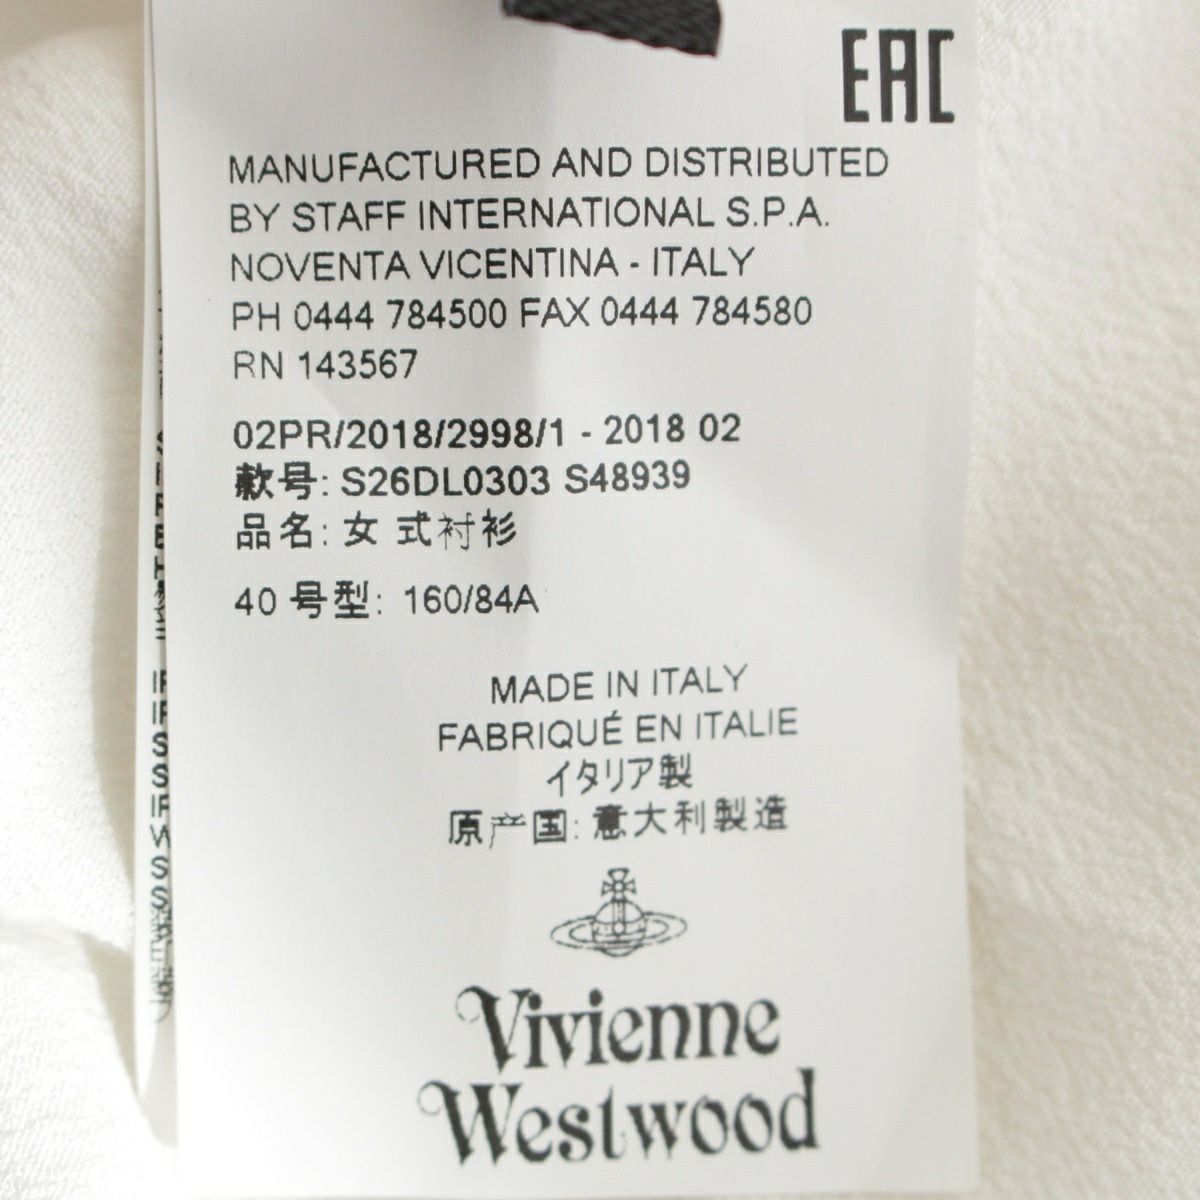 EAC
MANUFACTURED AND DISTRIBUTED
BY STAFF INTERNATIONAL S.P.A.
NOVENTA VICENTINA - ITALY
PH 0444 784500 FAX 0444 784580
RN 143567
02PR/2018/2998/1 - 2018 02
款号: S26DL0303 S48939
品名: 女 式衬衫
40 号型: 160/84A
MADE IN ITALY
FABRIQUÉ EN ITALIE
イタリア製
原产国: 意大利製造
Vivienne
Westwood